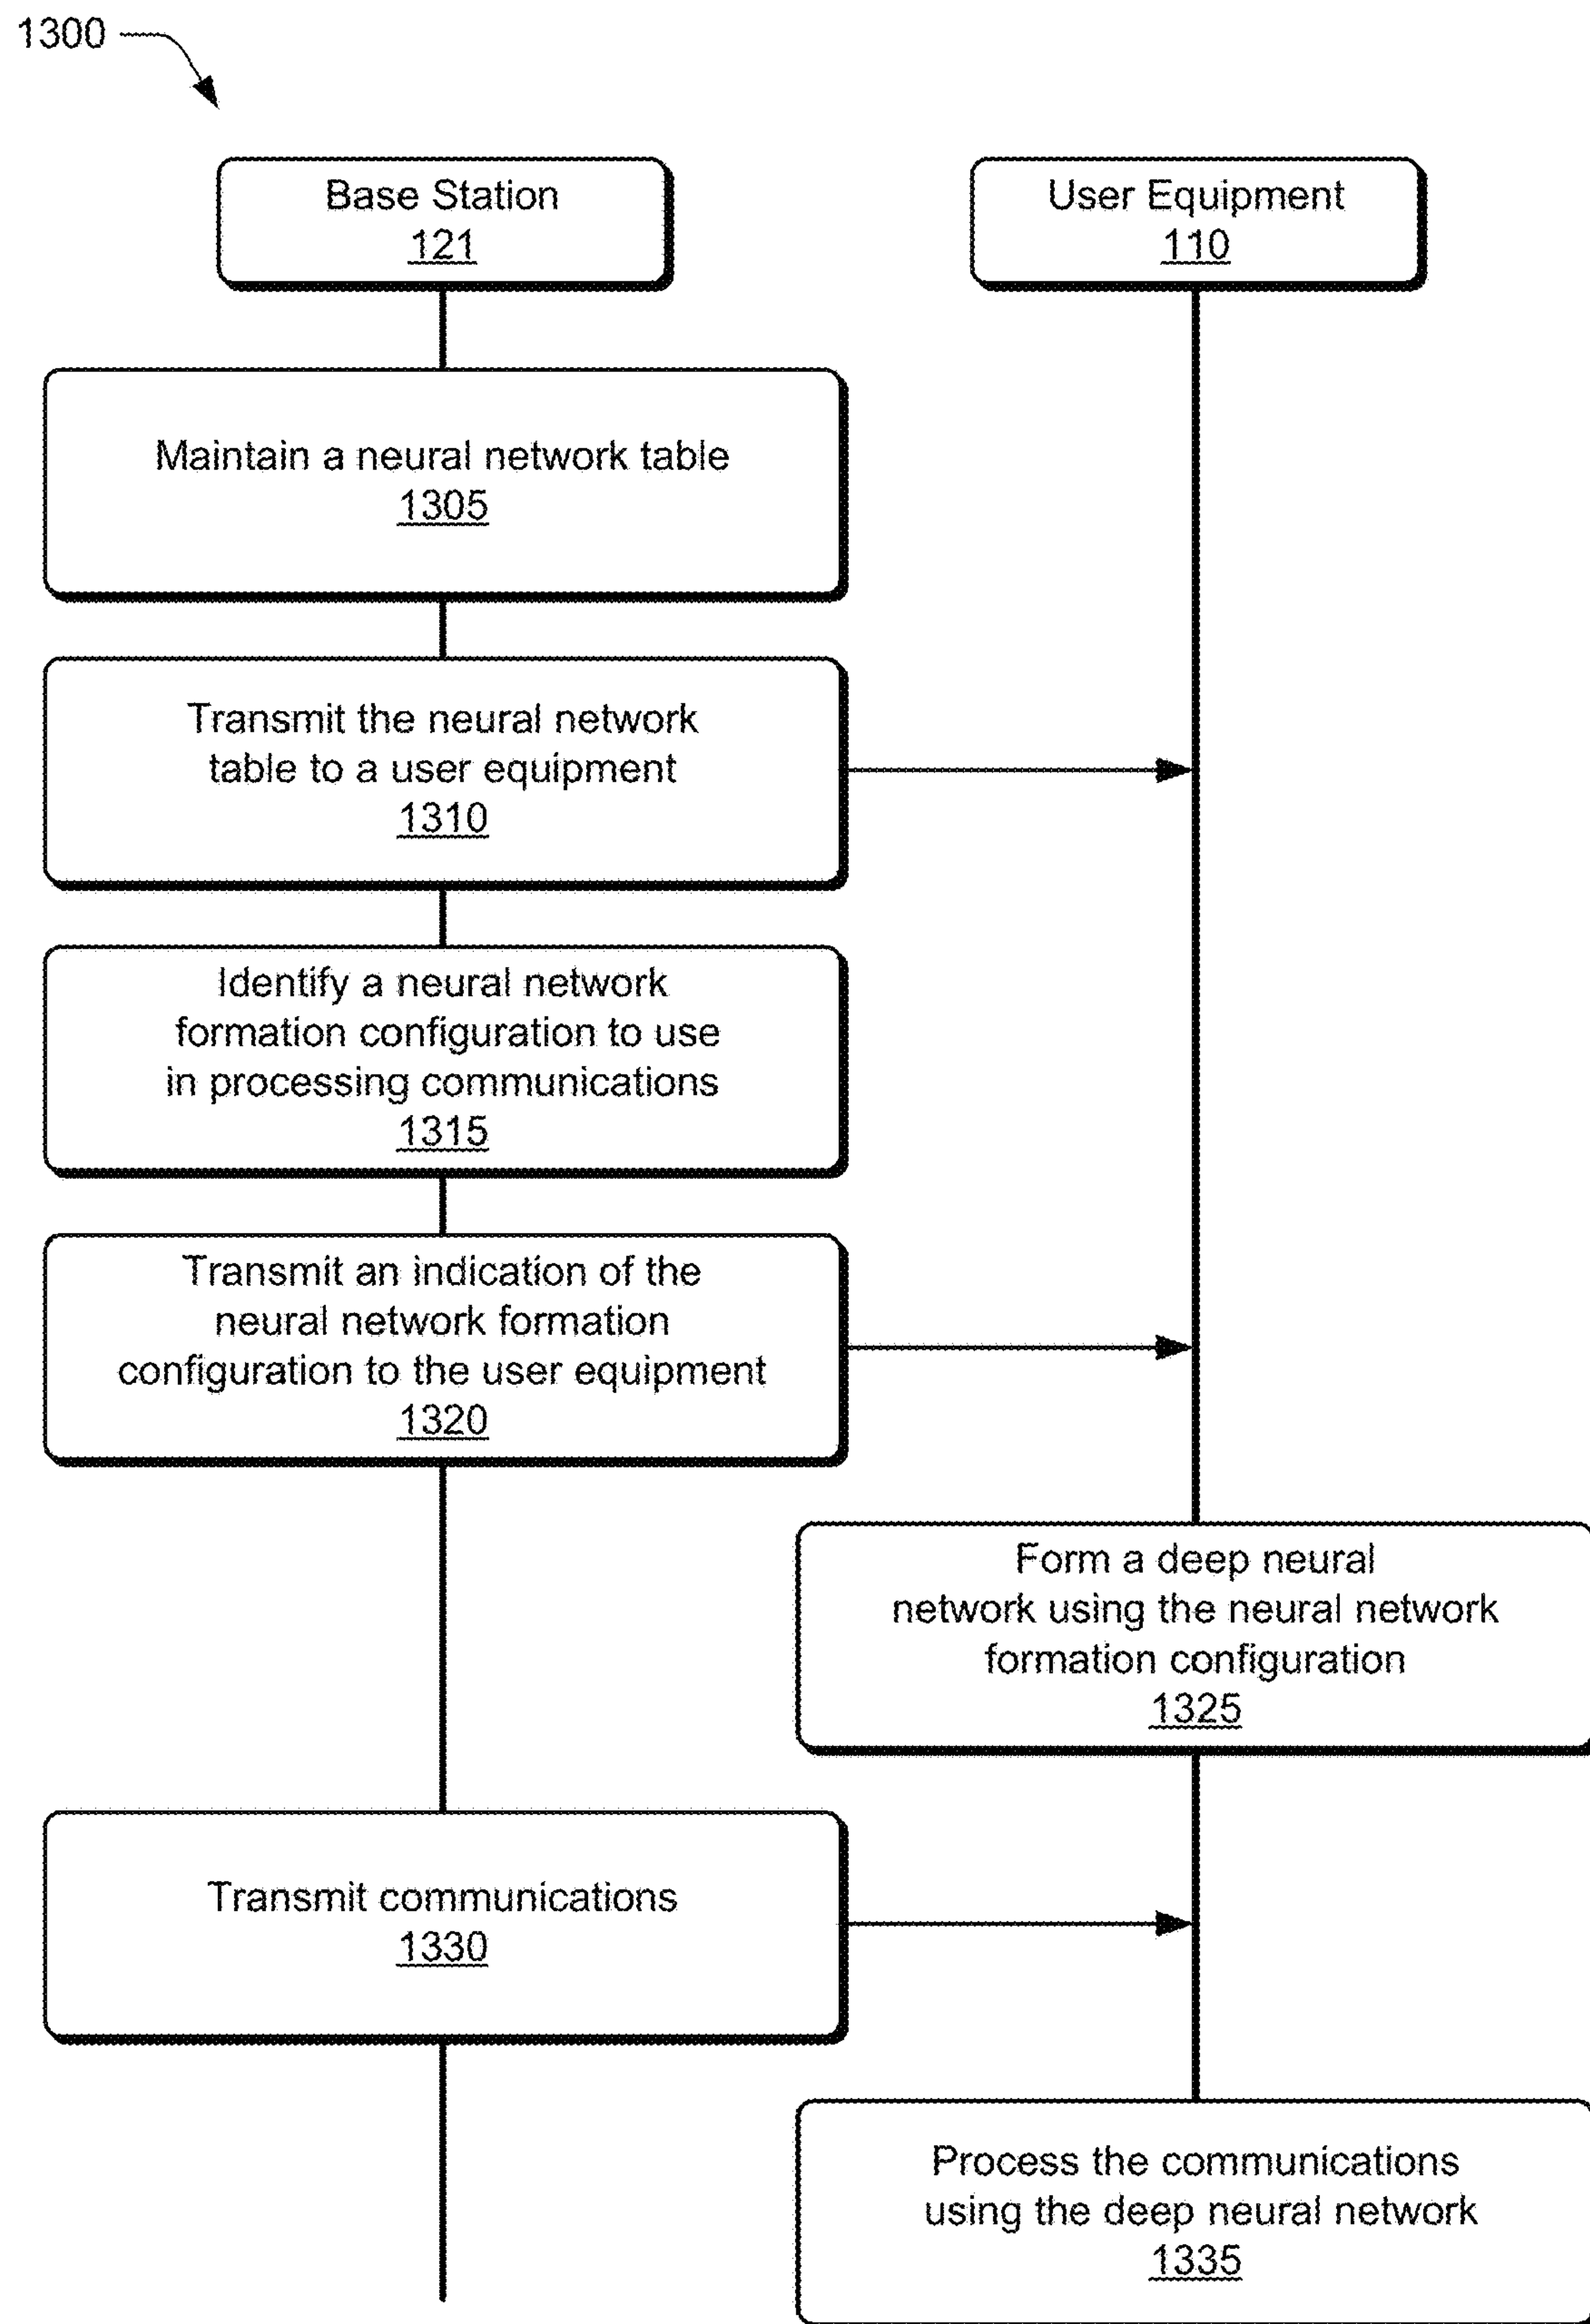 1300
Base Station
121
User Equipment
110
Maintain a neural network table
1305
Transmit the neural network
table to a user equipment
1310
Identify a neural network
formation configuration to use
in processing communications
1315
Transmit an indication of the
neural network formation
configuration to the user equipment
1320
Form a deep neural
network using the neural network
formation configuration
1325
Transmit communications
1330
Process the communications
using the deep neural network
1335